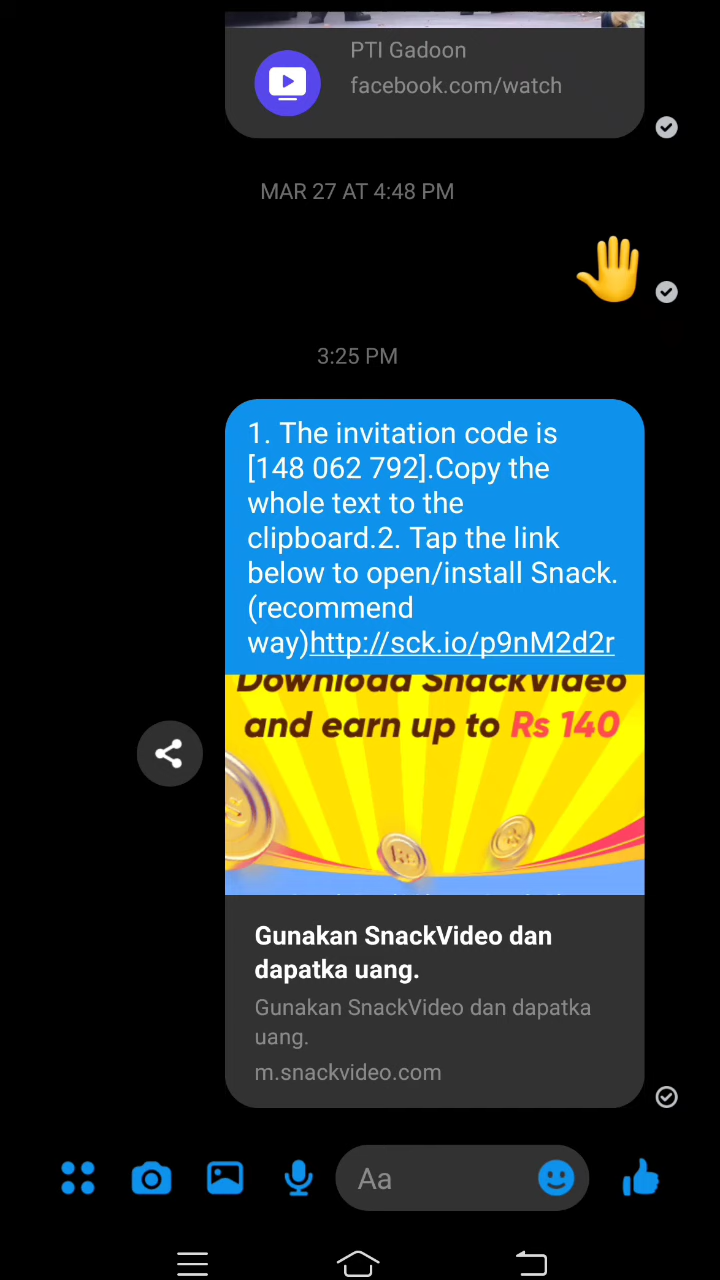 PTI Gadoon
facebook.com/watch
MAR 27 AT 4:48 PM
3:25 PM
1. The invitation code is
[148 062 792].Copy the
whole text to the
clipboard.2. Tap the link
below to open/install Snack.
(recommend
way)http://sck.io/p9nM2d2r
Download SnackVideo
and earn up to Rs 140
Gunakan SnackVideo dan
dapatka uang.
Gunakan SnackVideo dan dapatka
uang.
m.snackvideo.com
Aa